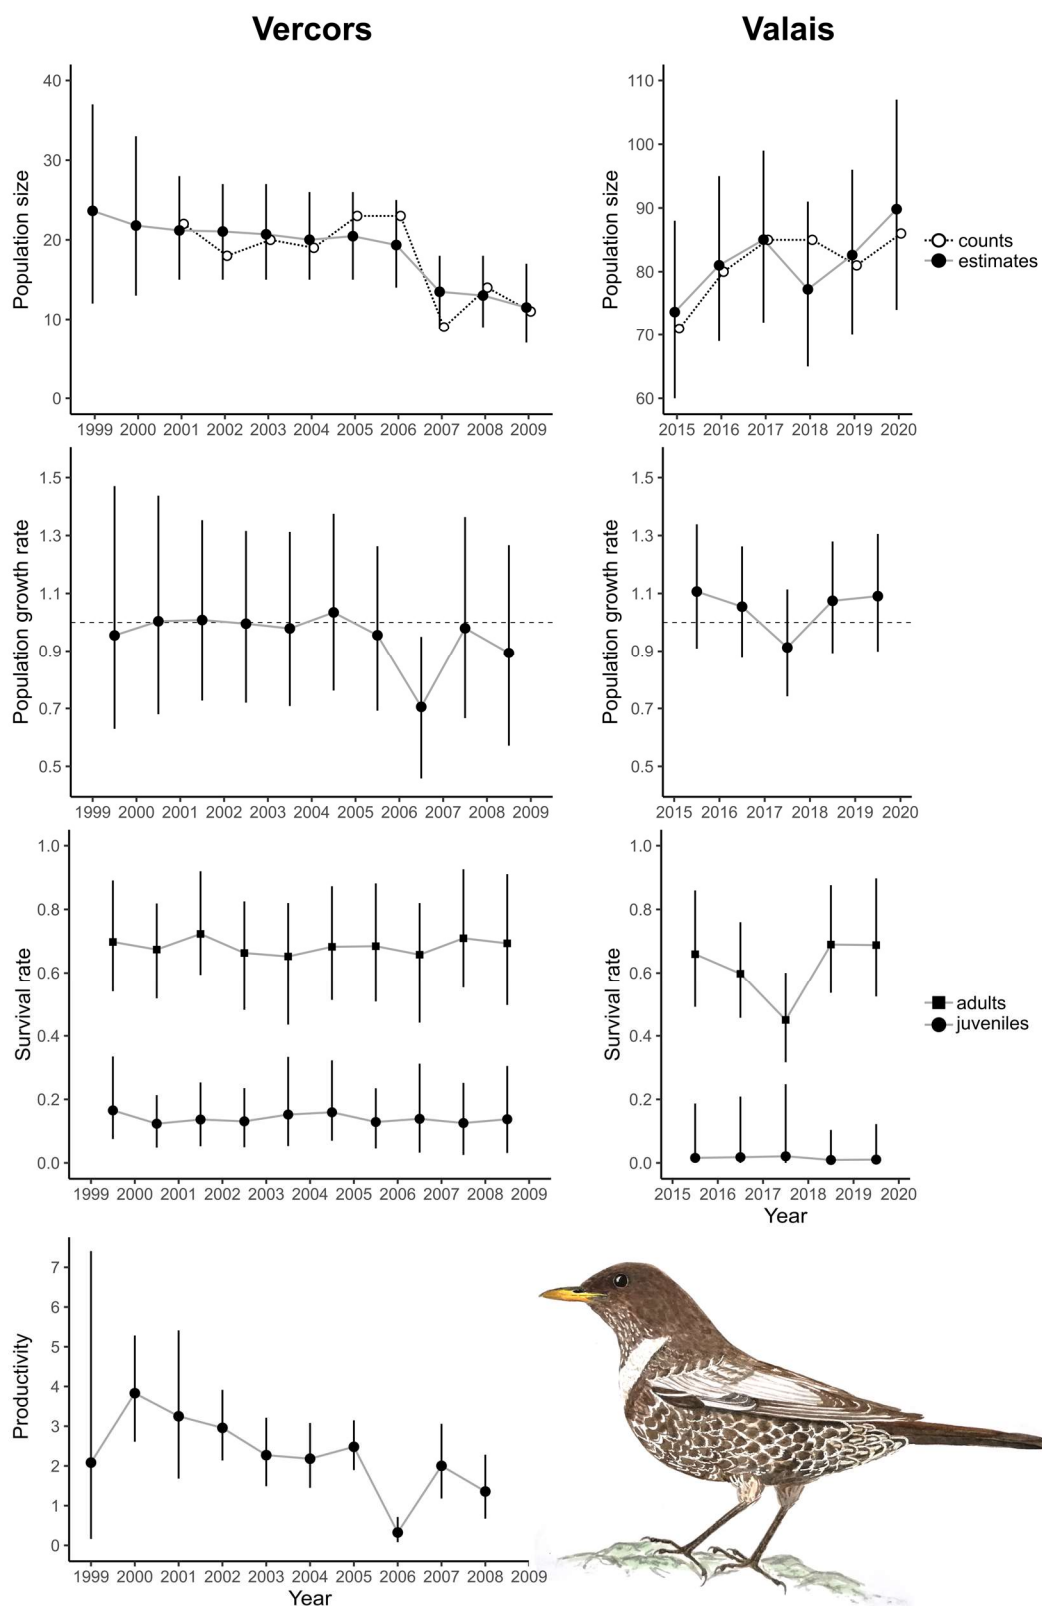 Vercors
Valais
Population size
40
30
20
10
0
1999 2000 2001 2002 2003 2004 2005 2006 2007 2008 2009
Population size
110
100
90
80
70
60
2015 2016 2017 2018 2019 2020
counts
estimates
Population growth rate
1.5
1.3
1.1
0.9
0.7
0.5
1999 2000 2001 2002 2003 2004 2005 2006 2007 2008 2009
Population growth rate
1.5
1.3
1.1
0.9
0.7
0.5
2015 2016 2017 2018 2019 2020
Survival rate
1.0
0.8
0.6
0.4
0.2
0.0
1999 2000 2001 2002 2003 2004 2005 2006 2007 2008 2009
Survival rate
1.0
0.8
0.6
0.4
0.2
0.0
2015 2016 2017 2018 2019 2020
Year
adults
juveniles
Productivity
7
6
5
4
3
2
1
0
1999 2000 2001 2002 2003 2004 2005 2006 2007 2008 2009
Year